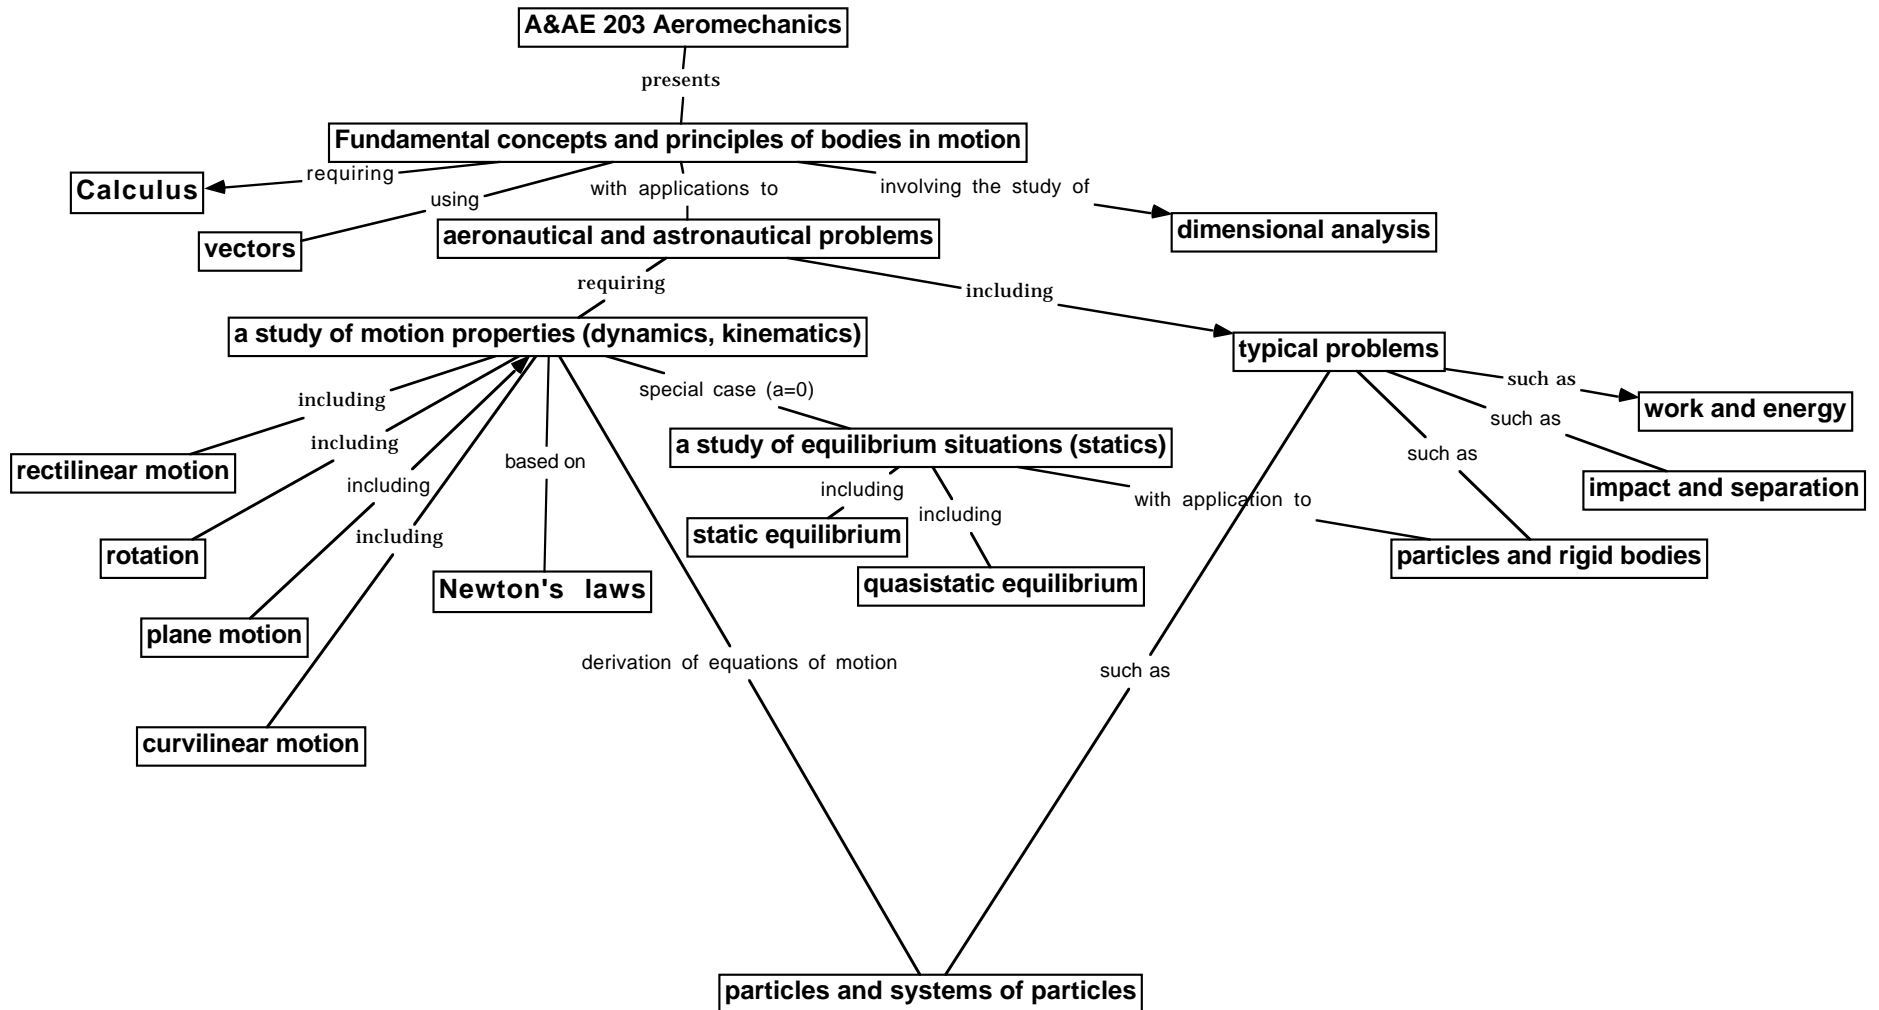 A&AE 203 Aeromechanics
presents
Fundamental concepts and principles of bodies in motion
requiring
Calculus
using
with applications to
involving the study of
vectors
aeronautical and astronautical problems
dimensional analysis
requiring
including
a study of motion properties (dynamics, kinematics)
typical problems
including
special case (a=0)
such as
work and energy
such as
including
a study of equilibrium situations (statics)
rectilinear motion
based on
such as
including
including
with application to
impact and separation
including
static equilibrium
including
rotation
particles and rigid bodies
Newton's laws
quasistatic equilibrium
plane motion
derivation of equations of motion
such as
curvilinear motion
particles and systems of particles